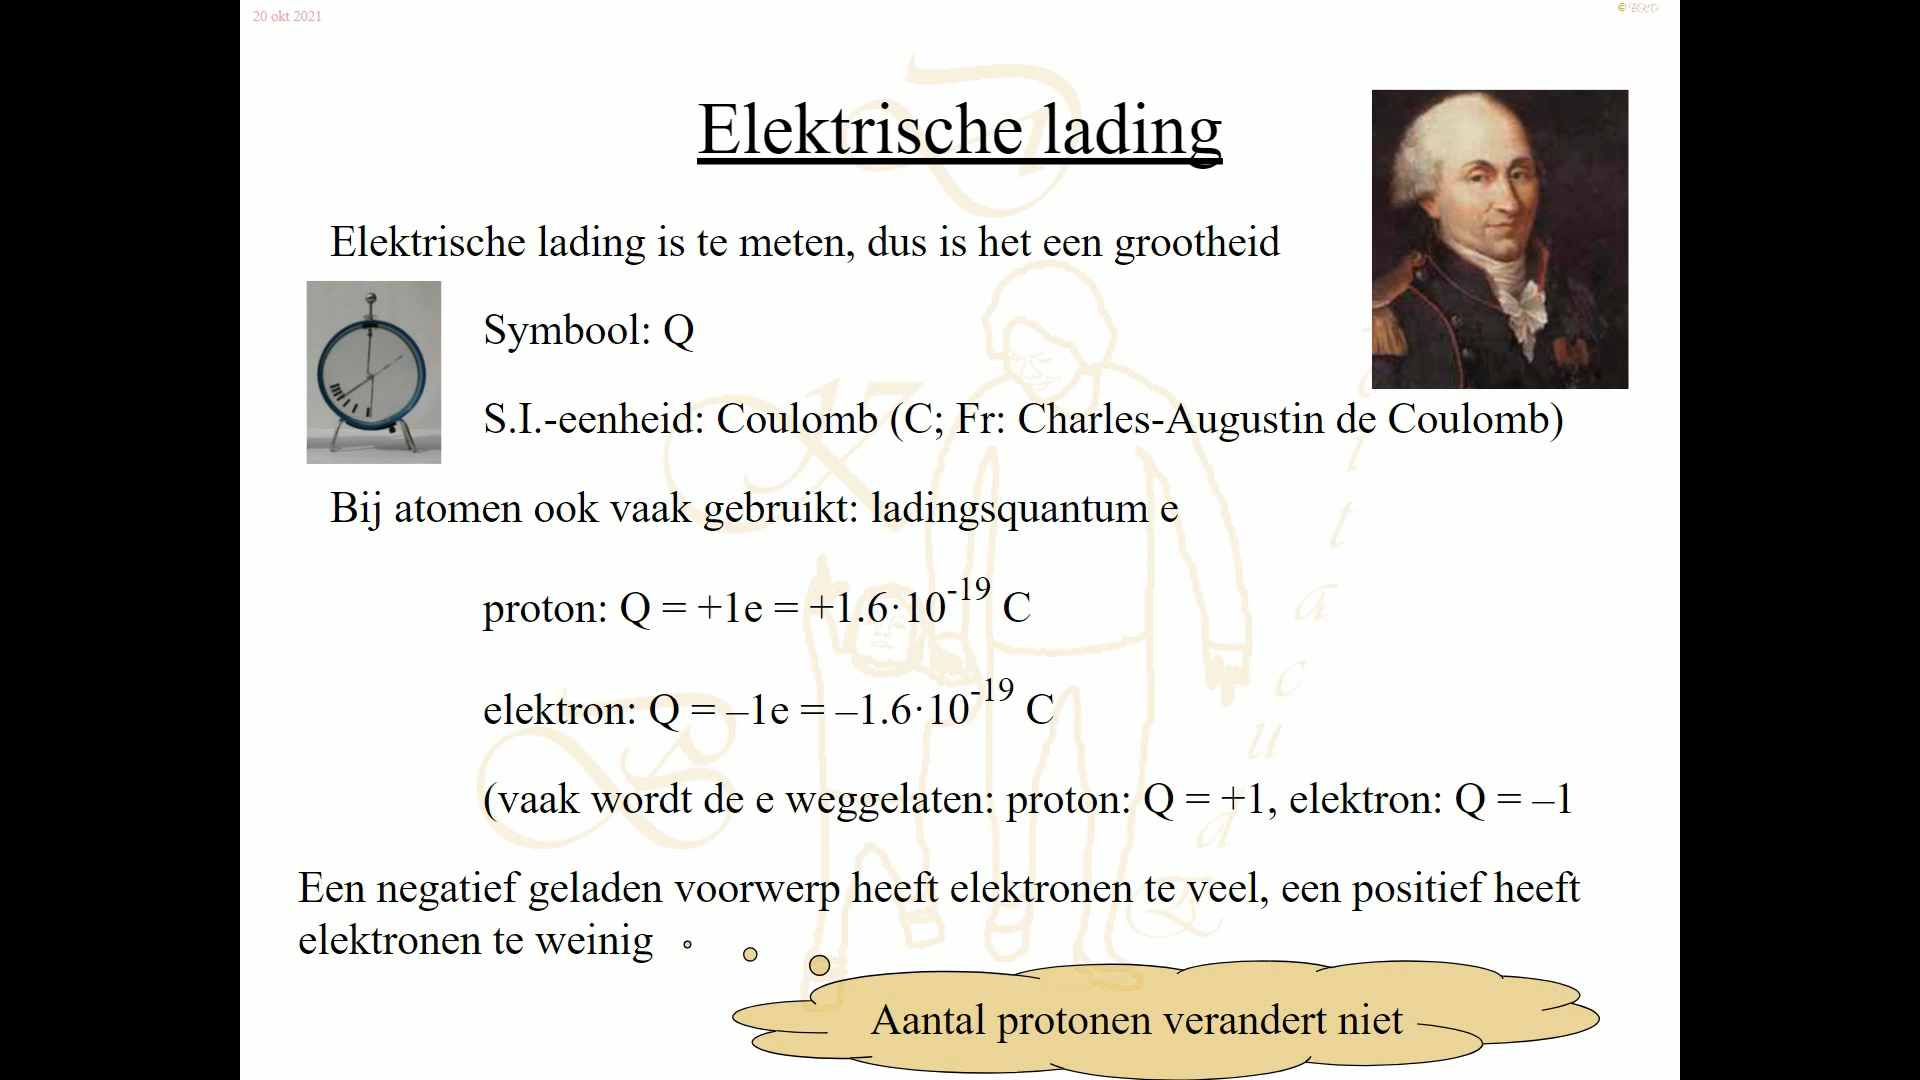 20 okt 2021
© BKO
Elektrische lading
Elektrische lading is te meten, dus is het een grootheid
Symbool: Q
S.I.-eenheid: Coulomb (C; Fr: Charles-Augustin de Coulomb)
Bij atomen ook vaak gebruikt: ladingsquantum e
proton: Q = +1e = +1.6·10⁻¹⁹ C
elektron: Q = –1e = –1.6·10⁻¹⁹ C
(vaak wordt de e weggelaten: proton: Q = +1, elektron: Q = –1
Een negatief geladen voorwerp heeft elektronen te veel, een positief heeft
elektronen te weinig
Aantal protonen verandert niet